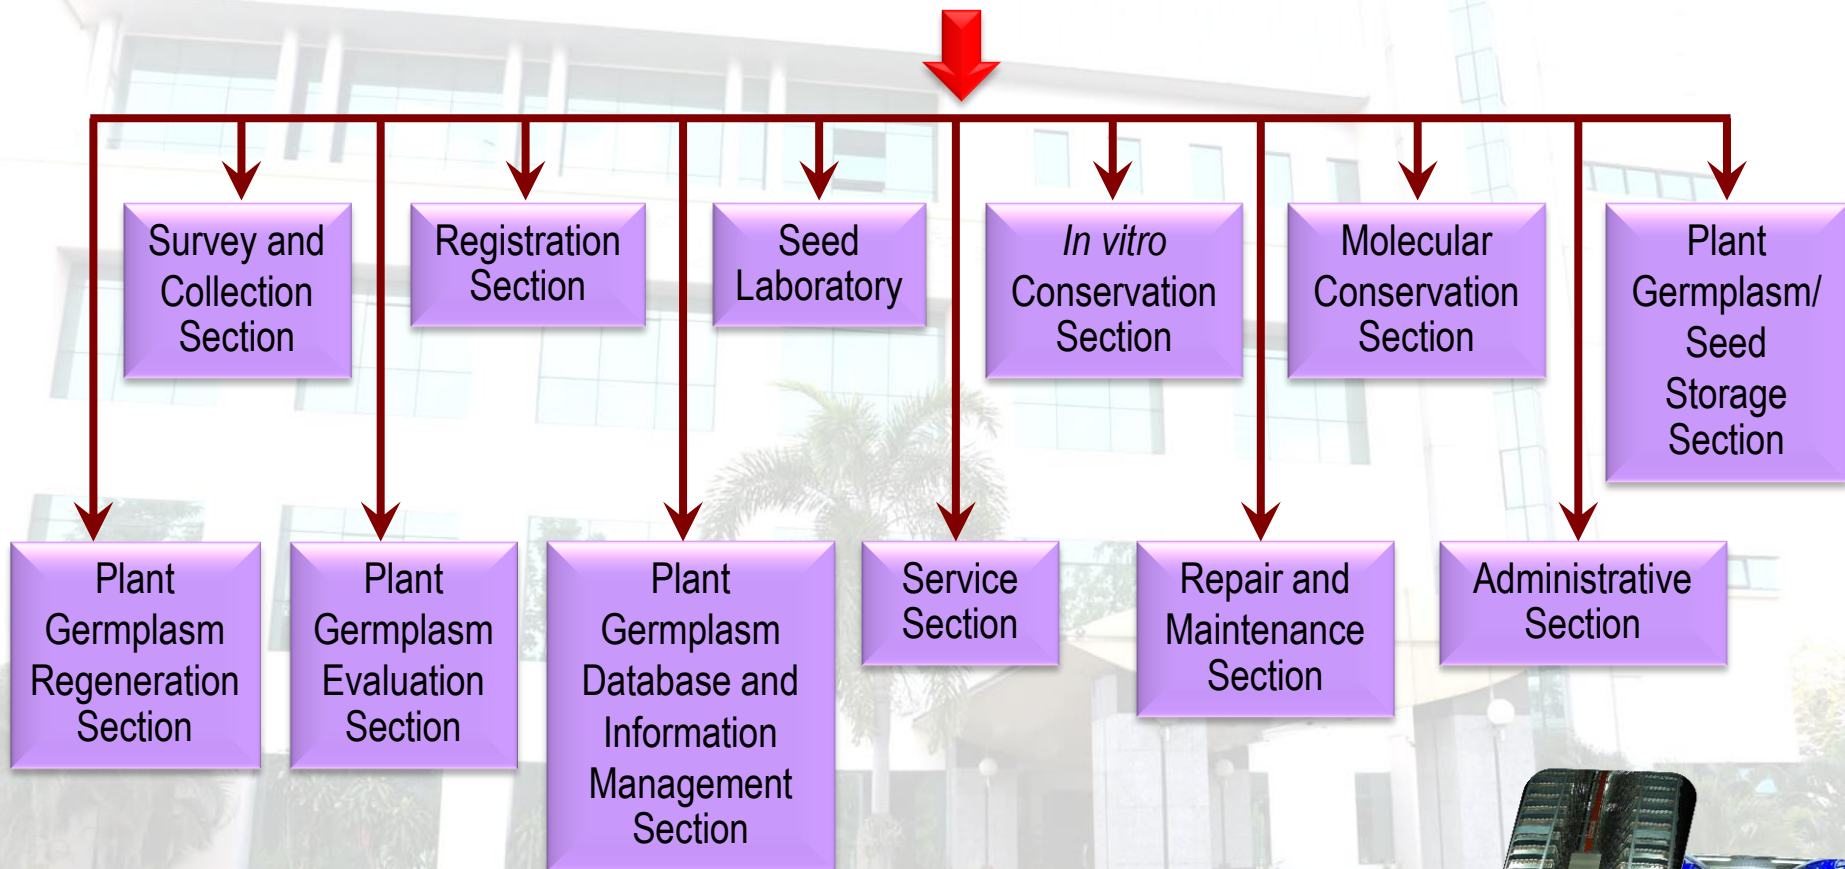 Survey and
Collection
Section
Registration
Section
Seed
Laboratory
In vitro
Conservation
Section
Molecular
Conservation
Section
Plant
Germplasm/
Seed
Storage
Section
Plant
Germplasm
Regeneration
Section
Plant
Germplasm
Evaluation
Section
Plant
Germplasm
Database and
Information
Management
Section
Service
Section
Repair and
Maintenance
Section
Administrative
Section